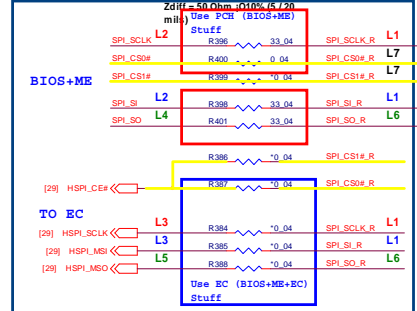 Zdiff = 50 Ohm ±Q10% (5 / 20
mils)
Use PCH (BIOS+ME)
Stuff
SPI_SCLK L2 R396 33_04 SPI_SCLK_R L1
SPI_CS0# R400 0_04 SPI_CS0#_R L7
SPI_CS1# R399 *0_04 SPI_CS1#_R L7
BIOS+ME
SPI_SI L2 R398 33_04 SPI_SI_R L1
SPI_SO L4 R401 33_04 SPI_SO_R L6
R386 *0_04 SPI_CS1#_R
[29] HSPI_CE# R387 *0_04 SPI_CS0#_R
TO EC
[29] HSPI_SCLK L3 R384 *0_04 SPI_SCLK_R L1
[29] HSPI_MSI L3 R385 *0_04 SPI_SI_R L1
[29] HSPI_MSO L5 R388 *0_04 SPI_SO_R L6
Use EC (BIOS+ME+EC)
Stuff